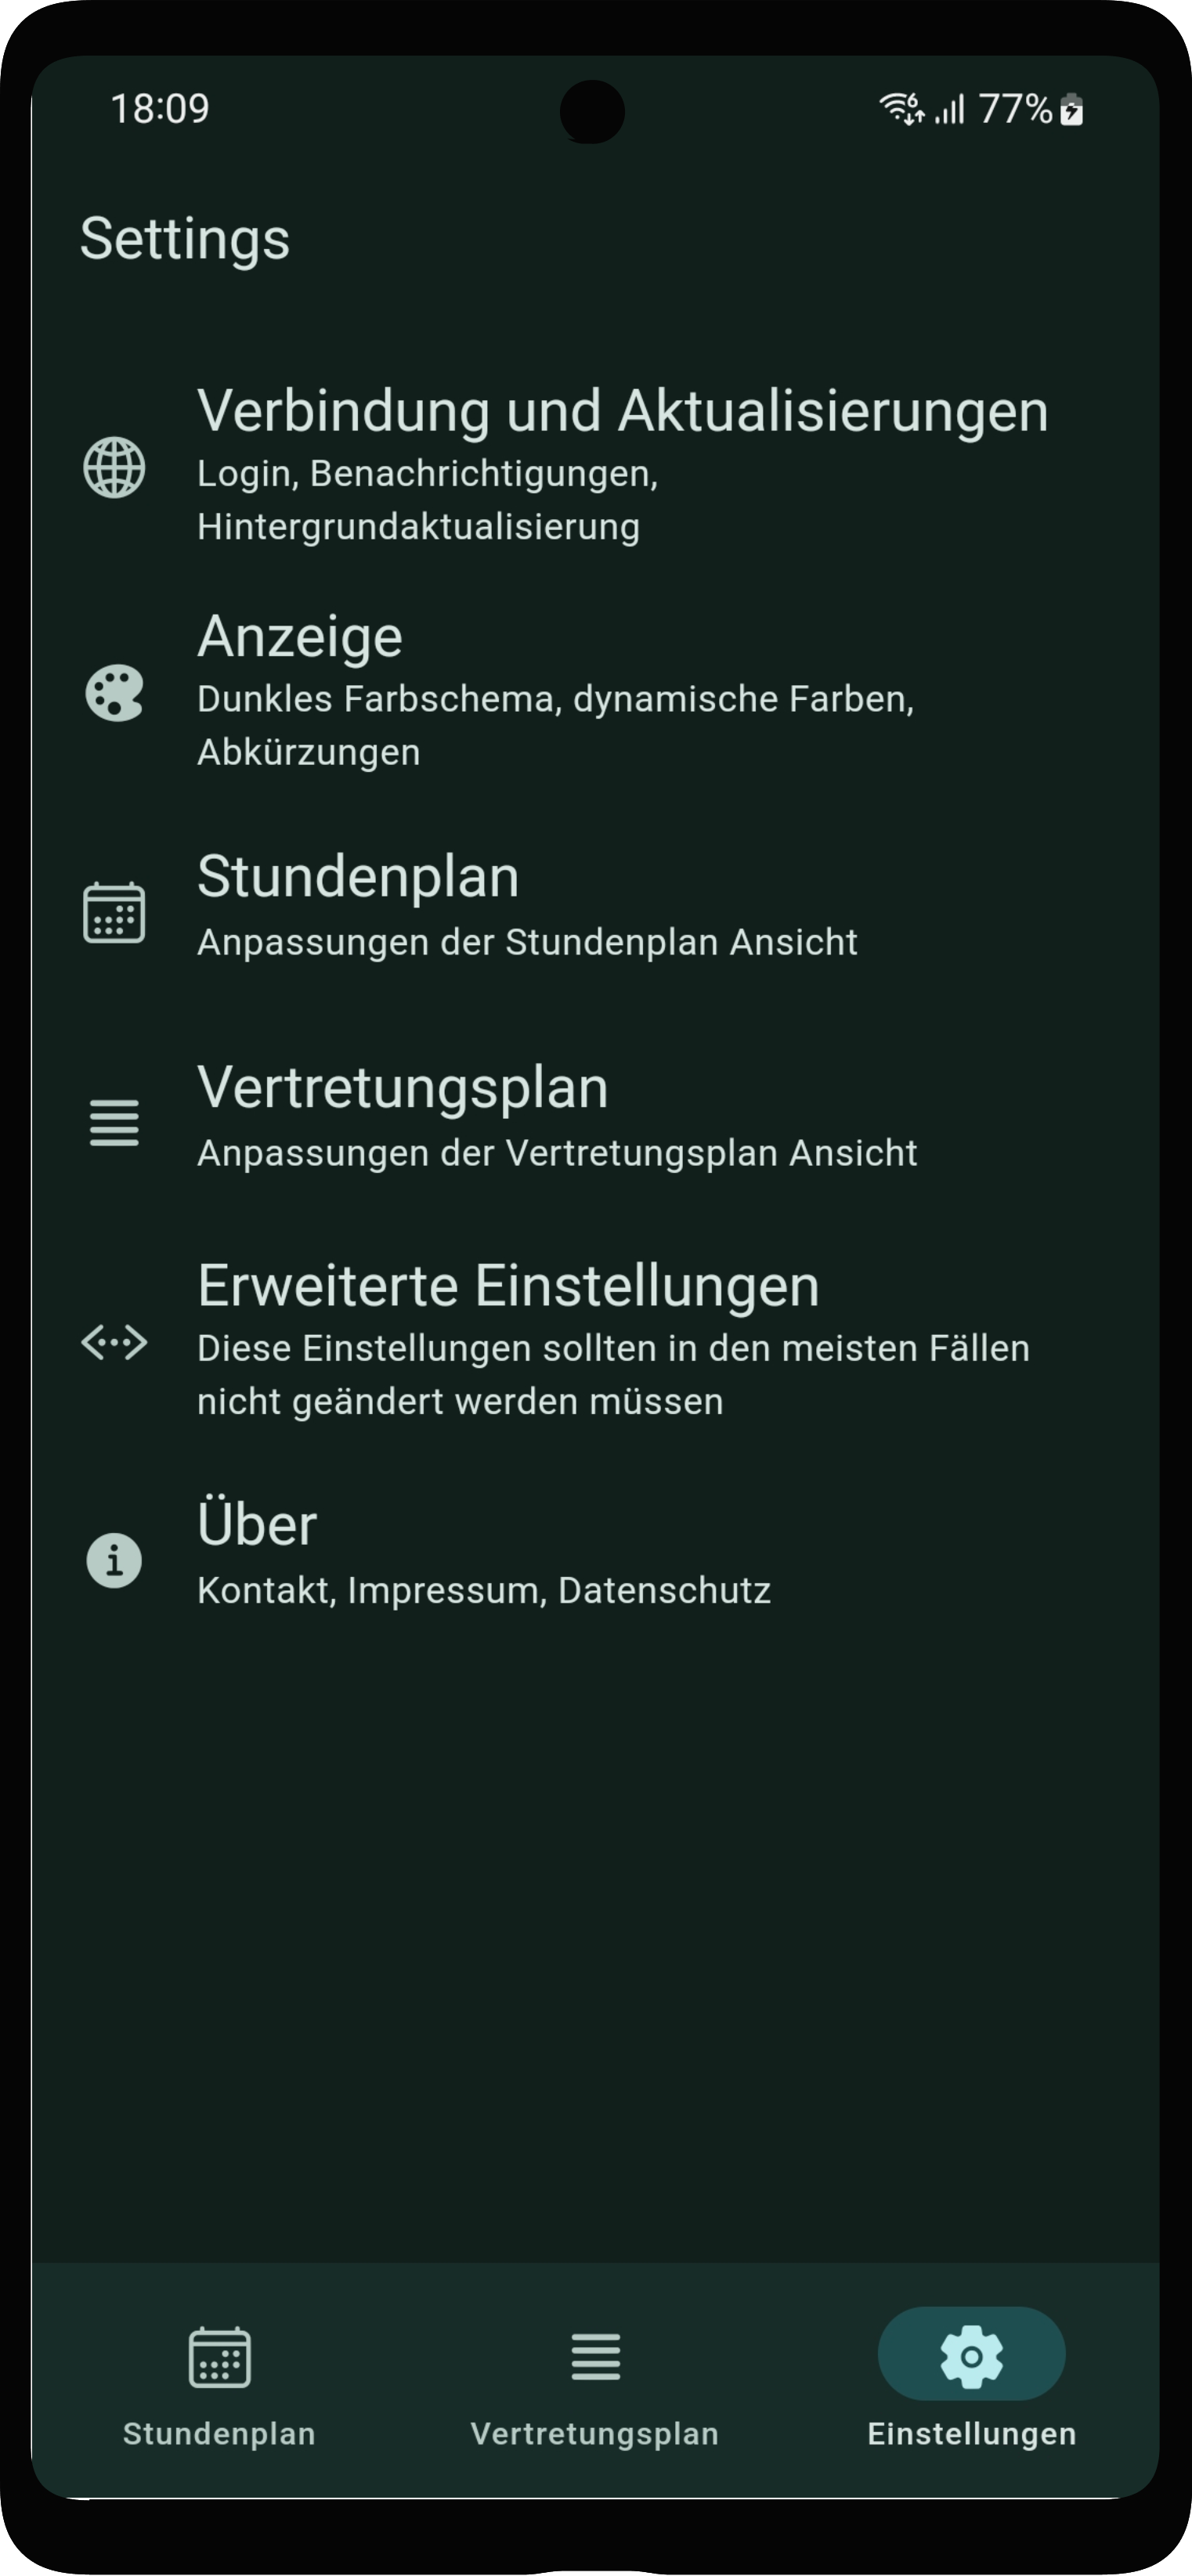 18:09
6 77%
Settings
Verbindung und Aktualisierungen
Login, Benachrichtigungen,
Hintergrundaktualisierung
Anzeige
Dunkles Farbschema, dynamische Farben,
Abkürzungen
Stundenplan
Anpassungen der Stundenplan Ansicht
Vertretungsplan
Anpassungen der Vertretungsplan Ansicht
Erweiterte Einstellungen
Diese Einstellungen sollten in den meisten Fällen
nicht geändert werden müssen
Über
Kontakt, Impressum, Datenschutz
Stundenplan
Vertretungsplan
Einstellungen